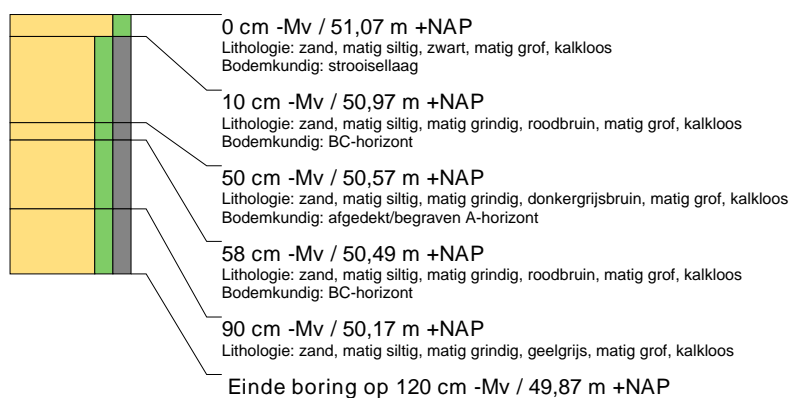 0 cm -Mv / 51,07 m +NAP
Lithologie: zand, matig siltig, zwart, matig grof, kalkloos
Bodemkundig: strooisellaag
10 cm -Mv / 50,97 m +NAP
Lithologie: zand, matig siltig, matig grindig, roodbruin, matig grof, kalkloos
Bodemkundig: BC-horizont
50 cm -Mv / 50,57 m +NAP
Lithologie: zand, matig siltig, matig grindig, donkergrijsbruin, matig grof, kalkloos
Bodemkundig: afgedekt/begraven A-horizont
58 cm -Mv / 50,49 m +NAP
Lithologie: zand, matig siltig, matig grindig, roodbruin, matig grof, kalkloos
Bodemkundig: BC-horizont
90 cm -Mv / 50,17 m +NAP
Lithologie: zand, matig siltig, matig grindig, geelgrijs, matig grof, kalkloos
Einde boring op 120 cm -Mv / 49,87 m +NAP